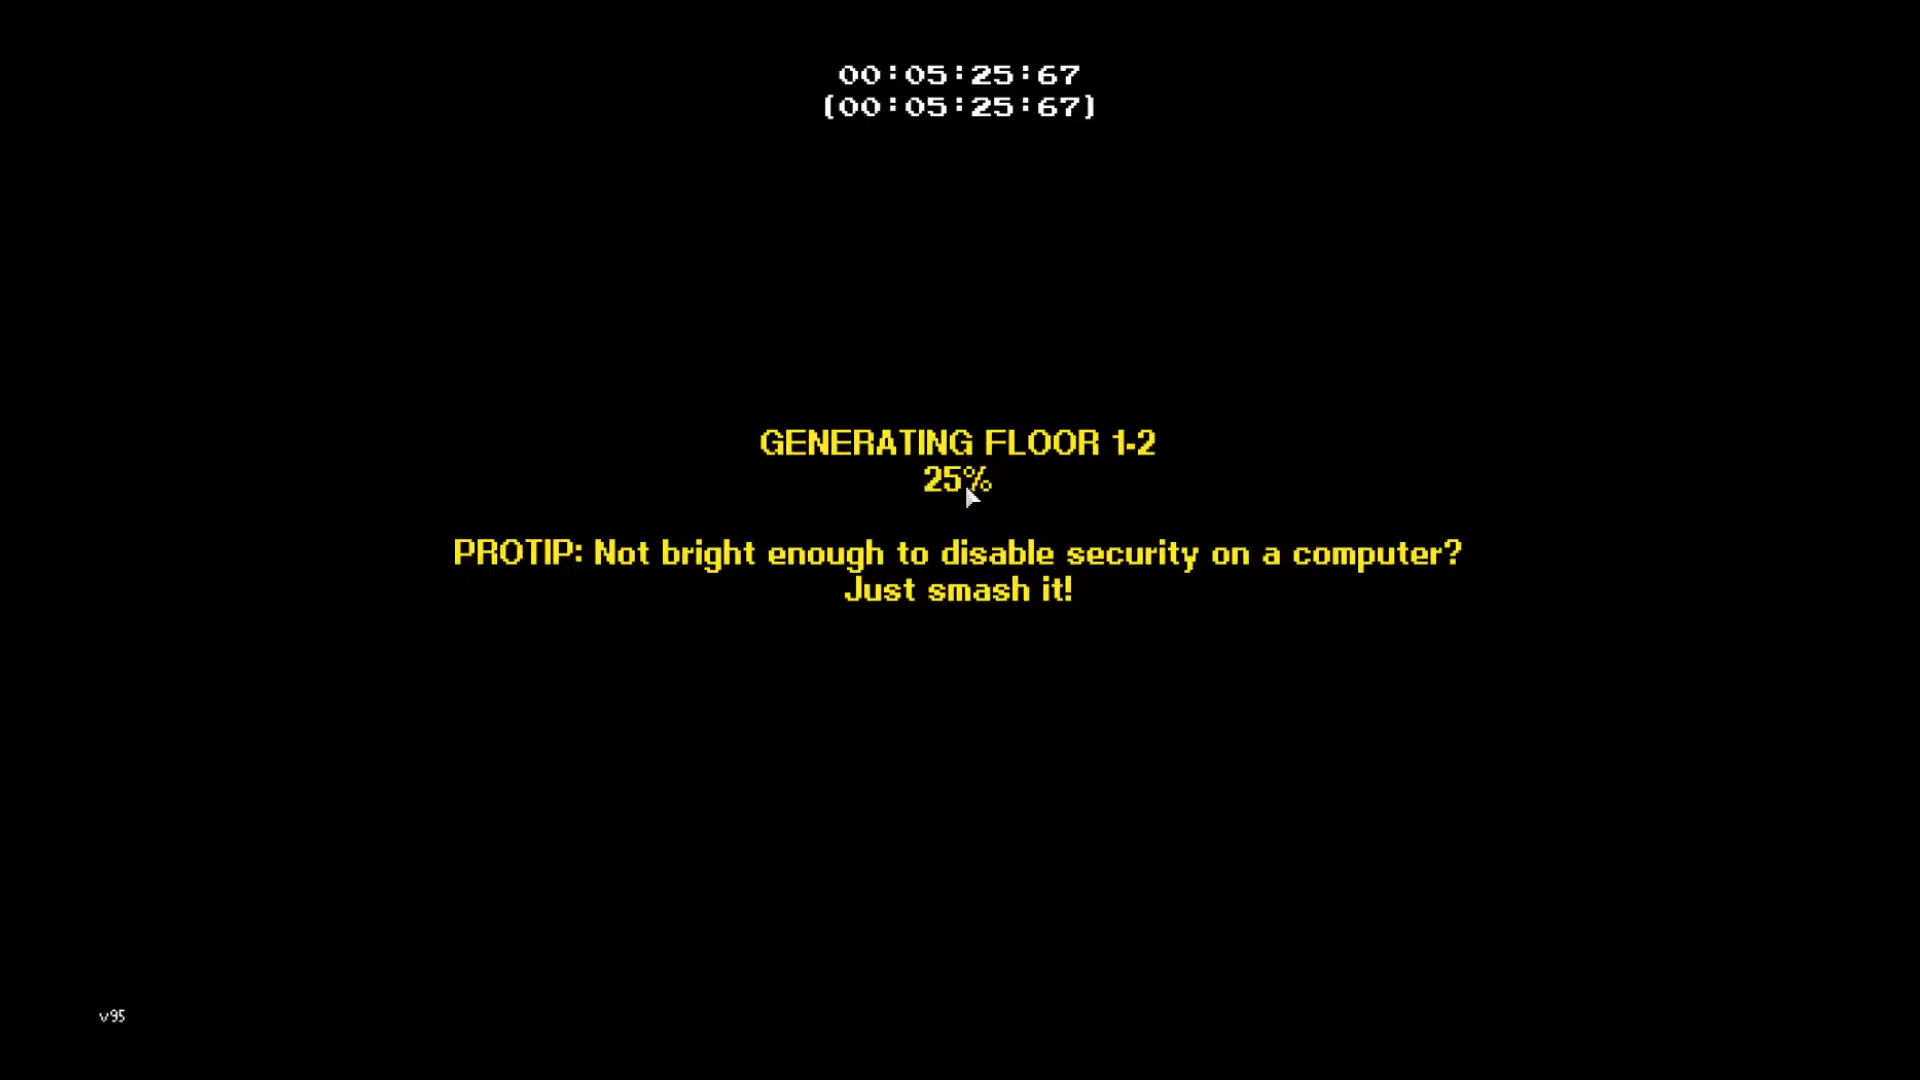 00:05:25:67
(00:05:25:67)
GENERATING FLOOR 1-2
25%
PROTIP: Not bright enough to disable security on a computer?
Just smash it!
v95